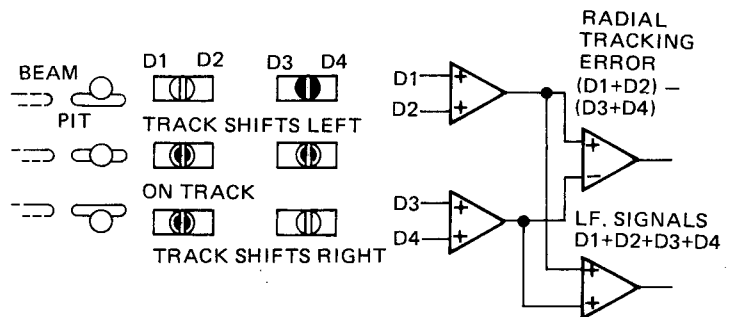 BEAM
PIT
D1 D2
D3 D4
TRACK SHIFTS LEFT
ON TRACK
TRACK SHIFTS RIGHT
D1
+
D2
+
D3
+
D4
+
RADIAL
TRACKING
ERROR
(D1+D2) –
(D3+D4)
+
–
LF. SIGNALS
D1+D2+D3+D4
+
+